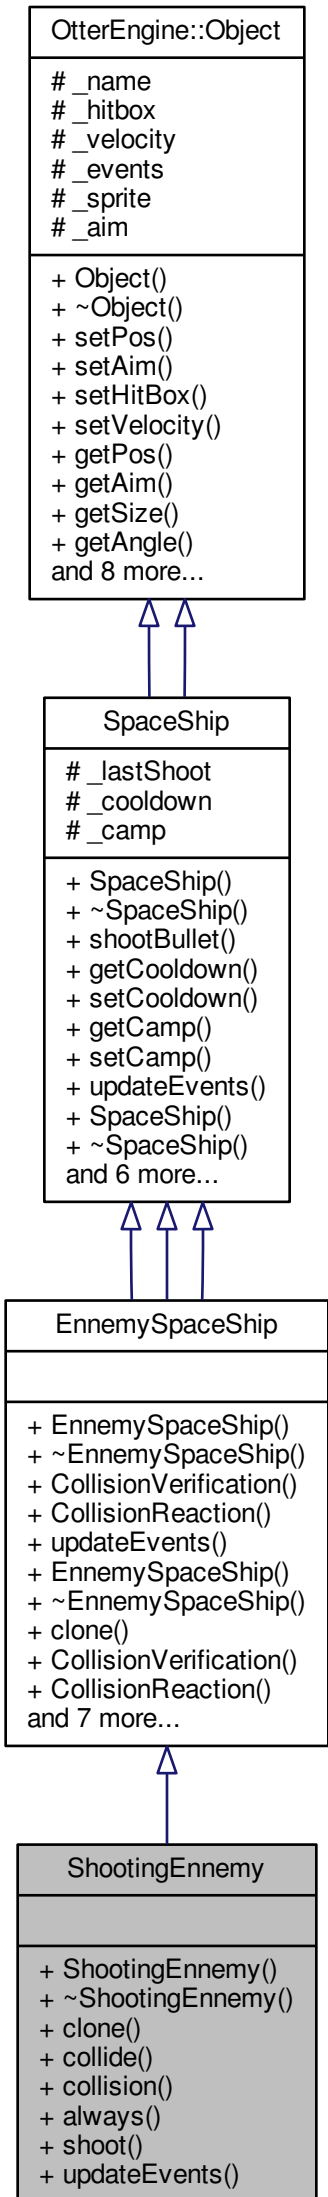 OtterEngine::Object
# _name
# _hitbox
# _velocity
# _events
# _sprite
# _aim
+ Object()
+ ~Object()
+ setPos()
+ setAim()
+ setHitBox()
+ setVelocity()
+ getPos()
+ getAim()
+ getSize()
+ getAngle()
and 8 more...
SpaceShip
# _lastShoot
# _cooldown
# _camp
+ SpaceShip()
+ ~SpaceShip()
+ shootBullet()
+ getCooldown()
+ setCooldown()
+ getCamp()
+ setCamp()
+ updateEvents()
+ SpaceShip()
+ ~SpaceShip()
and 6 more...
EnnemySpaceShip
+ EnnemySpaceShip()
+ ~EnnemySpaceShip()
+ CollisionVerification()
+ CollisionReaction()
+ updateEvents()
+ EnnemySpaceShip()
+ ~EnnemySpaceShip()
+ clone()
+ CollisionVerification()
+ CollisionReaction()
and 7 more...
ShootingEnnemy
+ ShootingEnnemy()
+ ~ShootingEnnemy()
+ clone()
+ collide()
+ collision()
+ always()
+ shoot()
+ updateEvents()